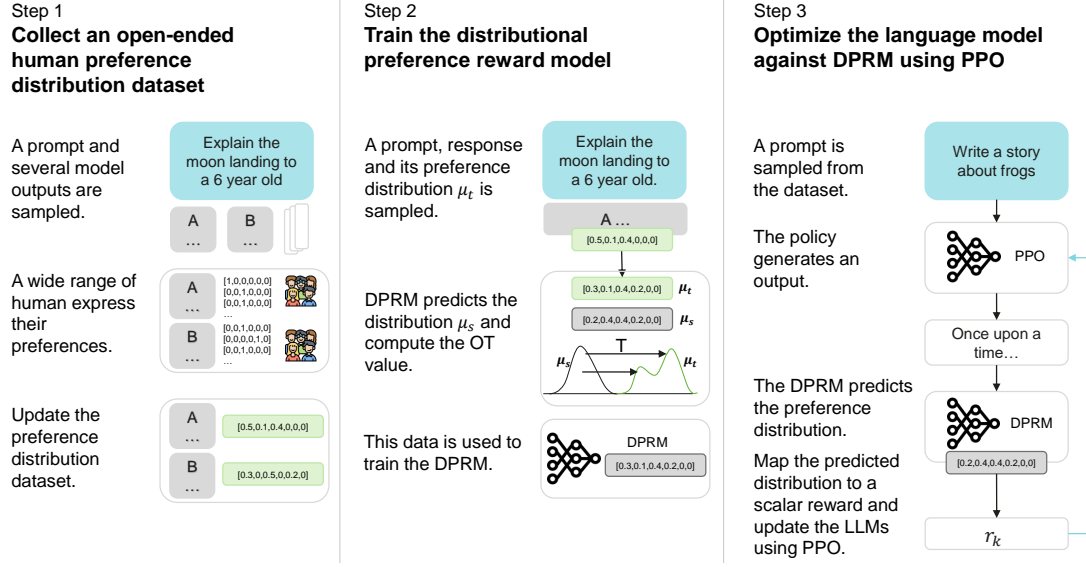 Step 1
Collect an open-ended
human preference
distribution dataset
A prompt and
several model
outputs are
sampled.
Explain the
moon landing to
a 6 year old
A
...
B
...
A wide range of
human express
their
preferences.
A
...
[1,0,0,0,0,0]
[0,0,1,0,0,0]
[0,0,1,0,0,0]
...
B
...
[0,0,1,0,0,0]
[0,0,0,0,1,0]
[0,0,1,0,0,0]
...
Update the
preference
distribution
dataset.
A
...
[0.5,0.1,0.4,0,0,0]
B
...
[0.3,0,0.5,0,0.2,0]
Step 2
Train the distributional
preference reward model
A prompt, response
and its preference
distribution μt is
sampled.
Explain the
moon landing to
a 6 year old.
A ...
[0.5,0.1,0.4,0,0,0]
DPRM predicts the
distribution μs and
compute the OT
value.
[0.3,0.1,0.4,0.2,0,0] μt
[0.2,0.4,0.4,0.2,0,0] μs
μs T μt
This data is used to
train the DPRM.
DPRM
[0.3,0.1,0.4,0.2,0,0]
Step 3
Optimize the language model
against DPRM using PPO
A prompt is
sampled from
the dataset.
Write a story
about frogs
The policy
generates an
output.
PPO
Once upon a
time…
The DPRM predicts
the preference
distribution.
DPRM
[0.2,0.4,0.4,0.2,0,0]
Map the predicted
distribution to a
scalar reward and
update the LLMs
using PPO.
rk